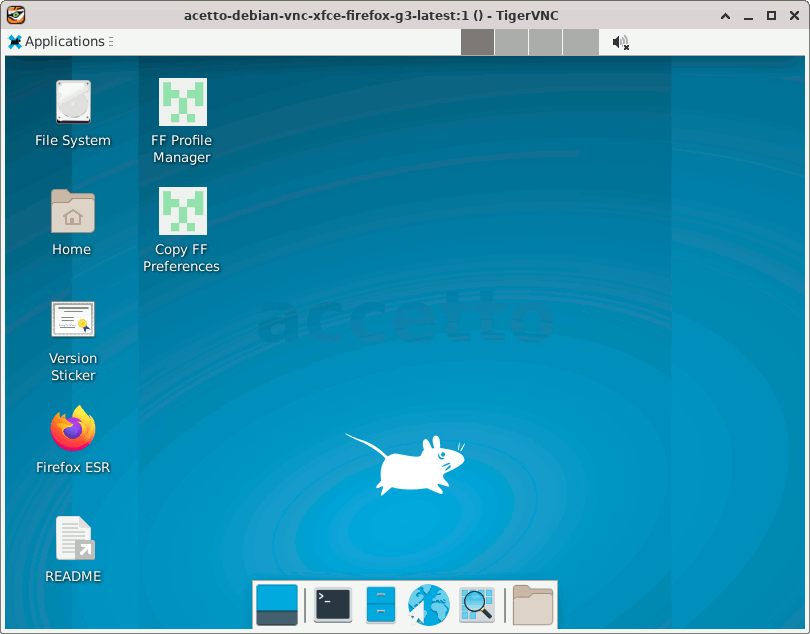 acetto-debian-vnc-xfce-firefox-g3-latest:1 () - TigerVNC
Applications
File System
FF Profile
Manager
Home
Copy FF
Preferences
accetto
Version
Sticker
Firefox ESR
README
>_